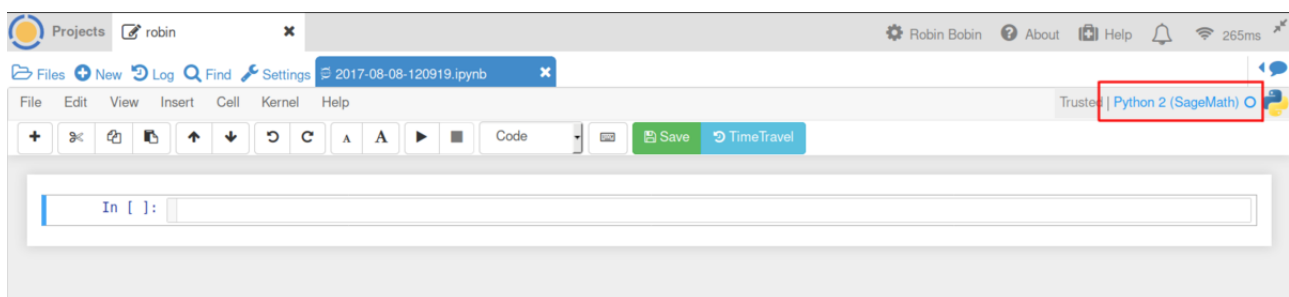 Projects robin Robin Bobin About Help 265ms
Files New Log Find Settings 2017-08-08-120919.ipynb
File Edit View Insert Cell Kernel Help Trusted | Python 2 (SageMath)
A A Code Save TimeTravel
In [ ]: